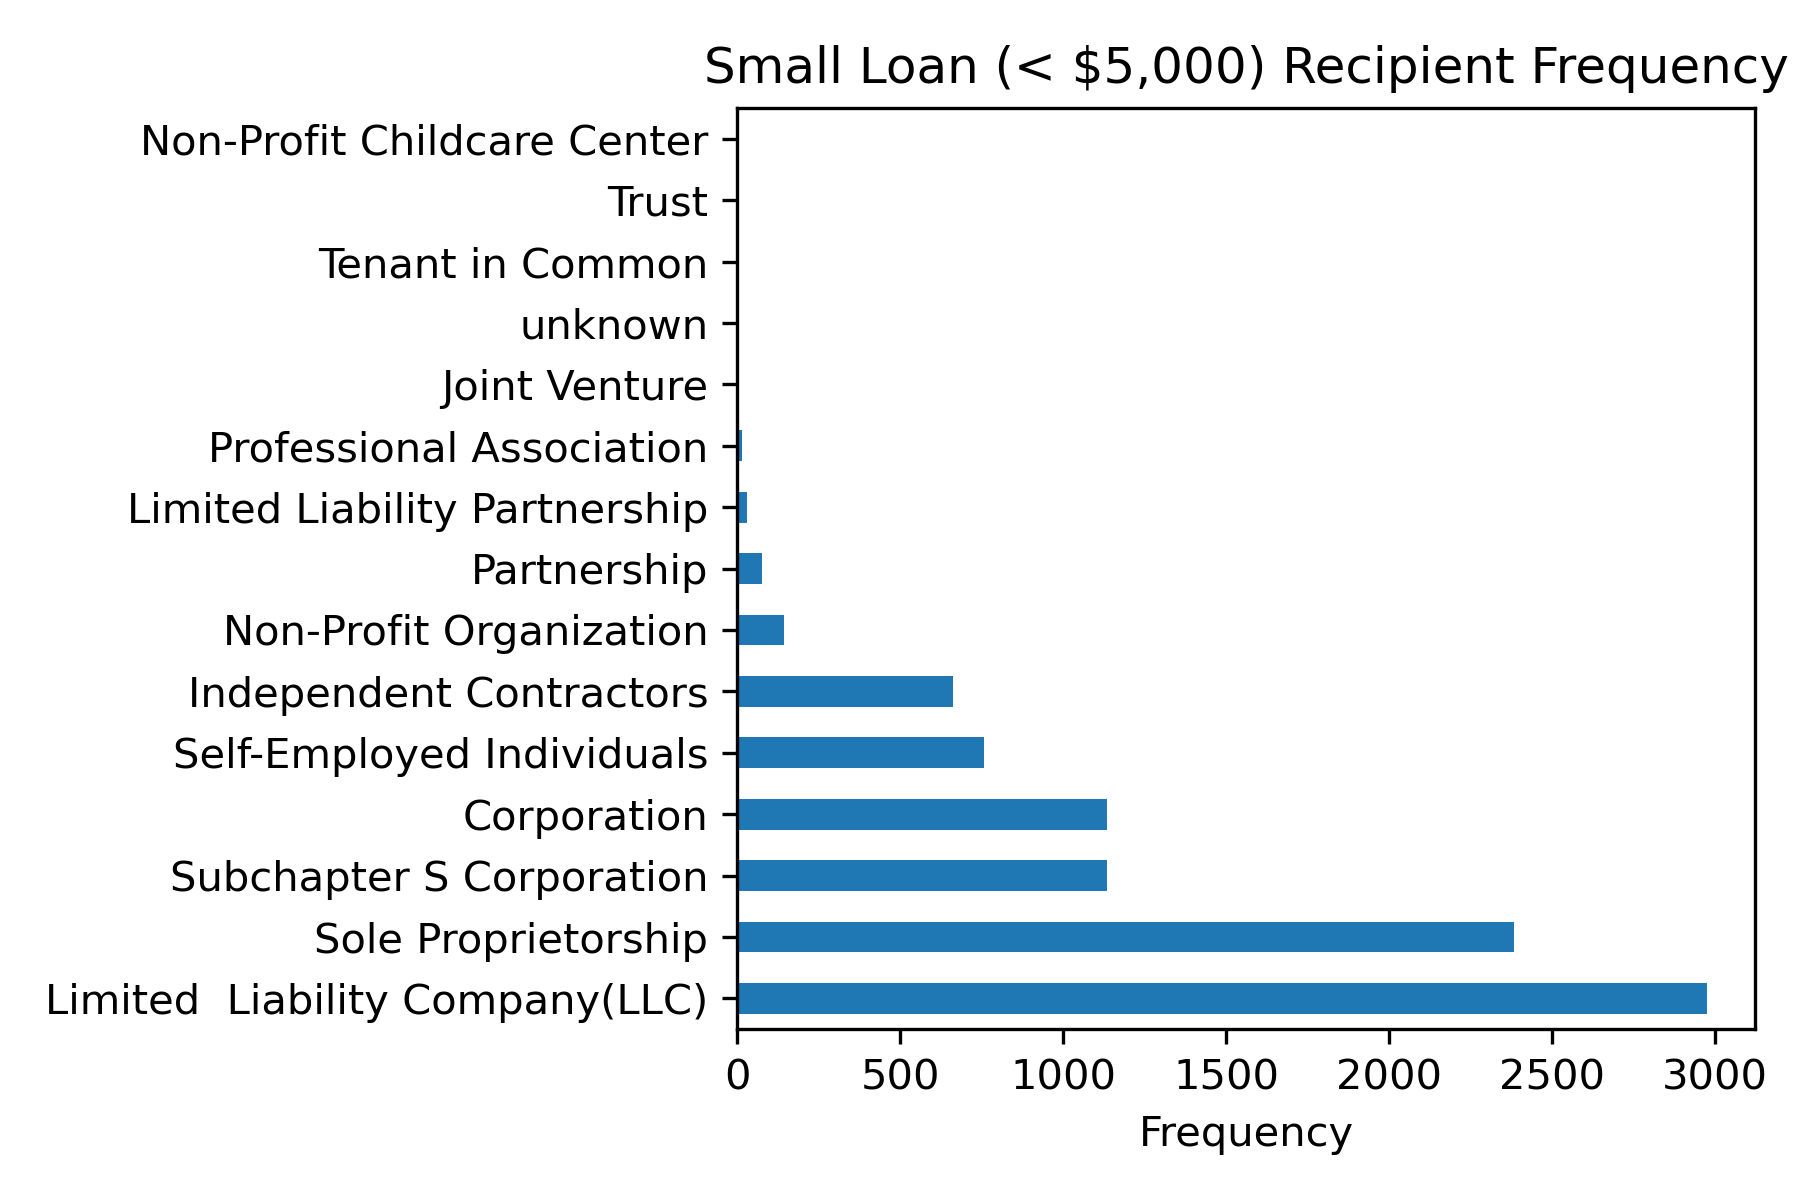 Small Loan (< $5,000) Recipient Frequency
Non-Profit Childcare Center
Trust
Tenant in Common
unknown
Joint Venture
Professional Association
Limited Liability Partnership
Partnership
Non-Profit Organization
Independent Contractors
Self-Employed Individuals
Corporation
Subchapter S Corporation
Sole Proprietorship
Limited  Liability Company(LLC)
0 500 1000 1500 2000 2500 3000
Frequency